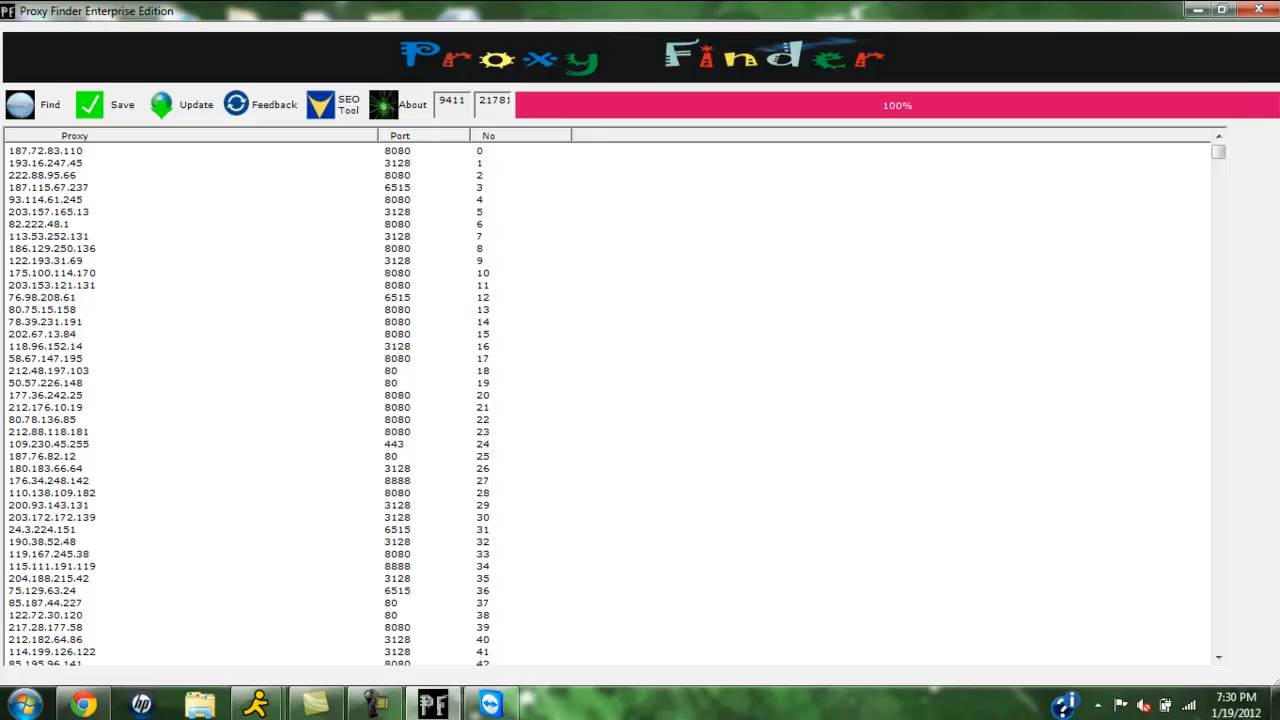 PF Proxy Finder Enterprise Edition
Proxy Finder
Find Save Update Feedback SEO Tool About 9411 21781 100%
Proxy Port No
187.72.83.110 8080 0
193.16.247.45 3128 1
222.88.95.66 8080 2
187.115.67.237 6515 3
93.114.61.245 8080 4
203.157.165.13 3128 5
82.222.48.1 8080 6
113.53.252.131 3128 7
186.129.250.136 8080 8
122.193.31.69 3128 9
175.100.114.170 8080 10
203.153.121.131 8080 11
76.98.208.61 6515 12
80.75.15.158 8080 13
78.39.231.191 8080 14
202.67.13.84 8080 15
118.96.152.14 3128 16
58.67.147.195 8080 17
212.48.197.103 80 18
50.57.226.148 80 19
177.36.242.25 8080 20
212.176.10.19 8080 21
80.78.136.85 8080 22
212.88.118.181 8080 23
109.230.45.255 443 24
187.76.82.12 80 25
180.183.66.64 3128 26
176.34.248.142 8888 27
110.138.109.182 8080 28
200.93.143.131 3128 29
203.172.172.139 3128 30
24.3.224.151 6515 31
190.38.52.48 3128 32
119.167.245.38 8080 33
115.111.191.119 8888 34
204.188.215.42 3128 35
75.129.63.24 6515 36
85.187.44.227 80 37
122.72.30.120 80 38
217.28.177.58 8080 39
212.182.64.86 3128 40
114.199.126.122 3128 41
85.195.96.141 8080 42
hp PF 7:30 PM
1/19/2012